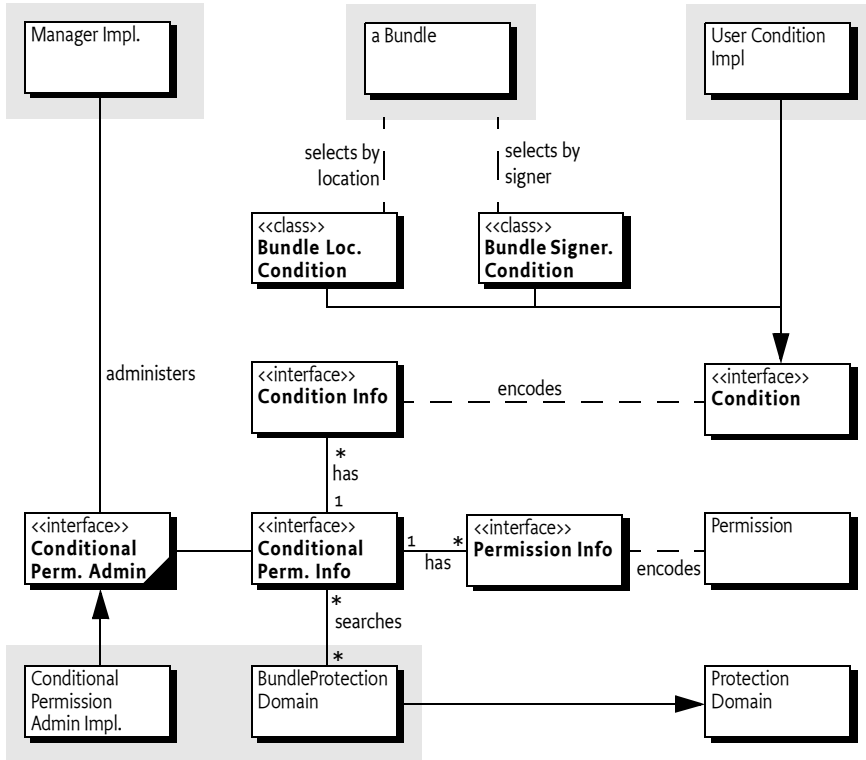 Manager Impl.
a Bundle
User Condition
Impl
selects by
location
selects by
signer
<<class>>
Bundle Loc.
Condition
<<class>>
Bundle Signer.
Condition
administers
<<interface>>
Condition Info
encodes
<<interface>>
Condition
*
has
1
<<interface>>
Conditional
Perm. Admin
<<interface>>
Conditional
Perm. Info
1
*
has
<<interface>>
Permission Info
encodes
Permission
*
searches
*
Conditional
Permission
Admin Impl.
BundleProtection
Domain
Protection
Domain